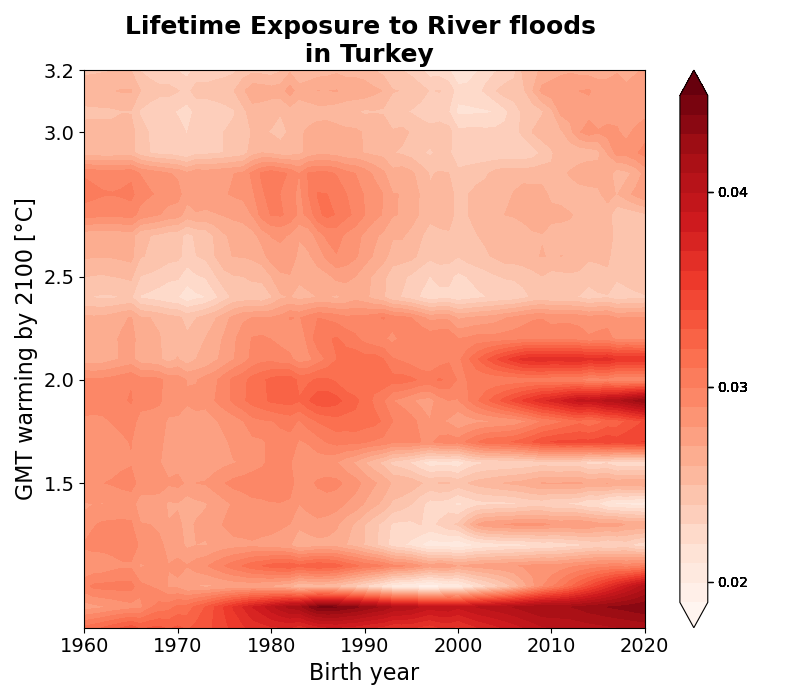 Lifetime Exposure to River floods
in Turkey
3.2
3.0
2.5
2.0
1.5
GMT warming by 2100 [°C]
1960 1970 1980 1990 2000 2010 2020
Birth year
0.04
0.03
0.02